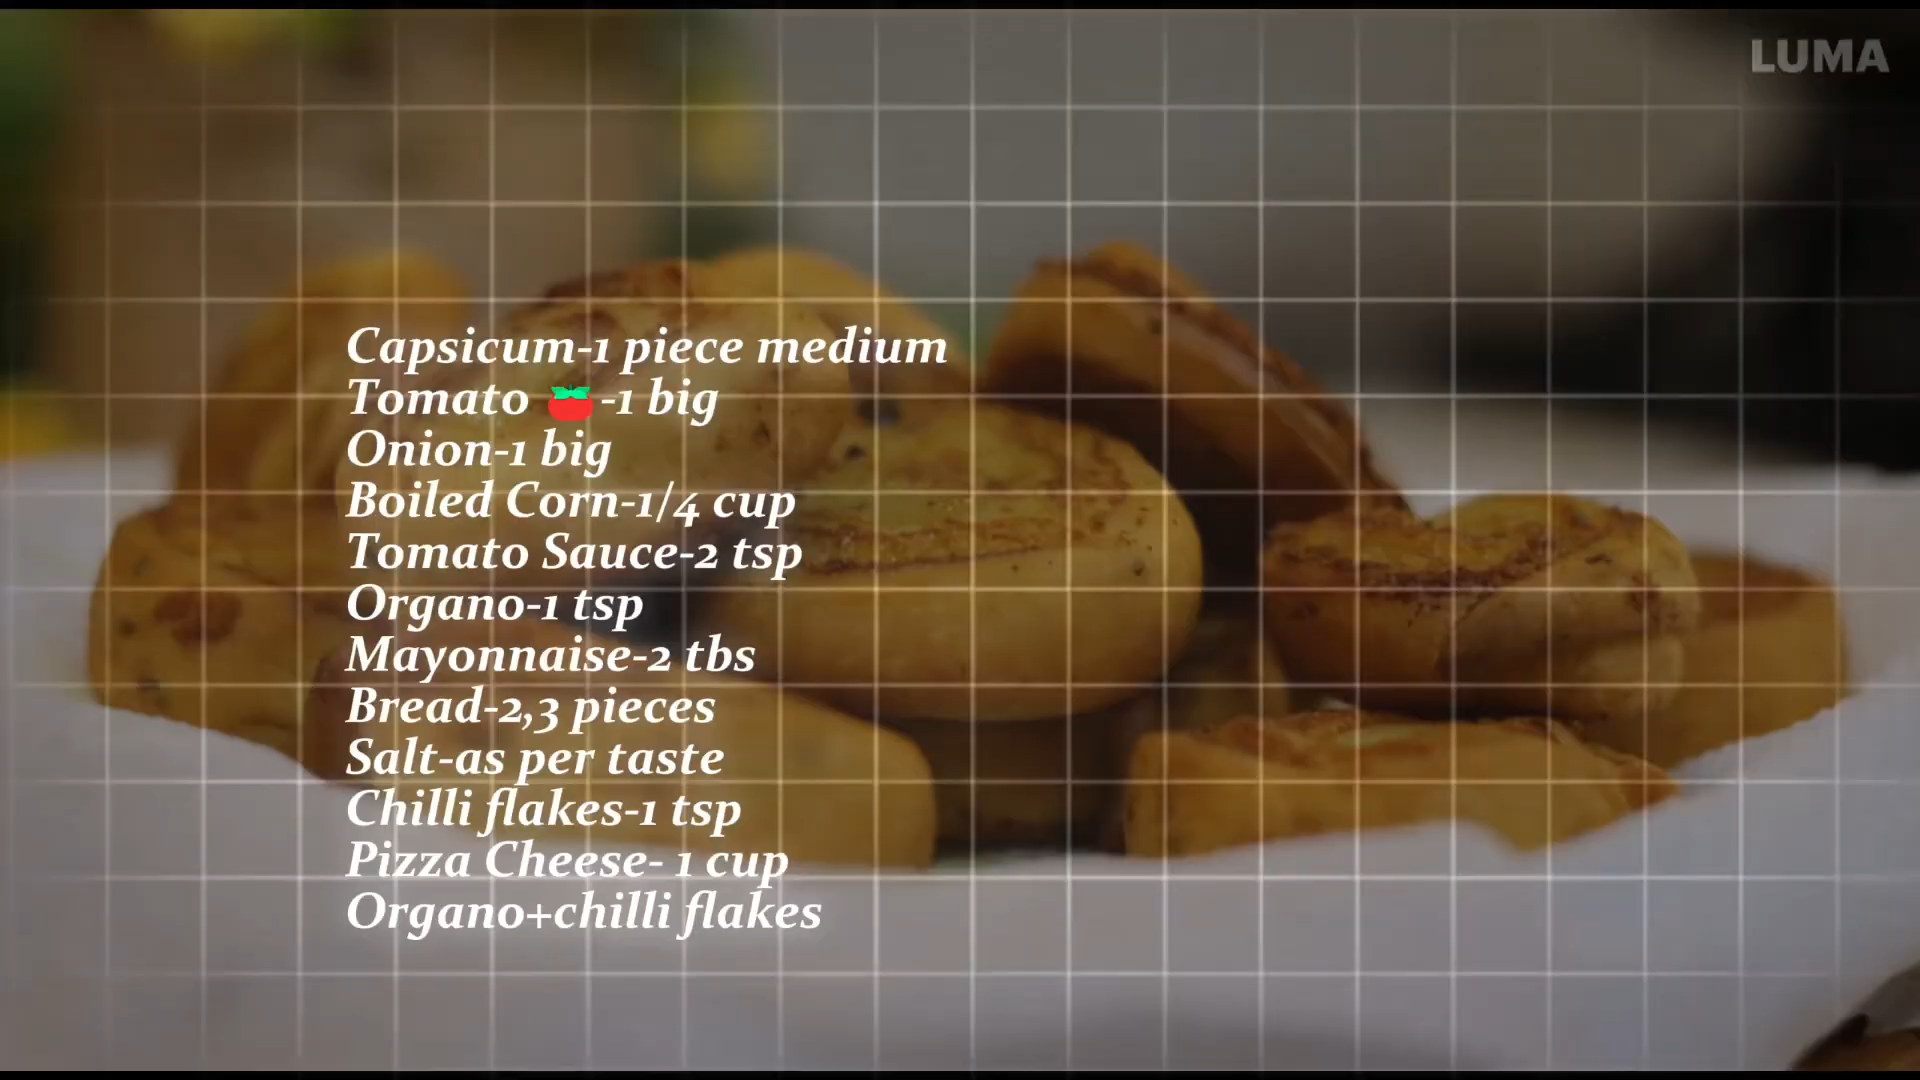 LUMA
Capsicum-1 piece medium
Tomato 🍅-1 big
Onion-1 big
Boiled Corn-1/4 cup
Tomato Sauce-2 tsp
Organo-1 tsp
Mayonnaise-2 tbs
Bread-2,3 pieces
Salt-as per taste
Chilli flakes-1 tsp
Pizza Cheese- 1 cup
Organo+chilli flakes